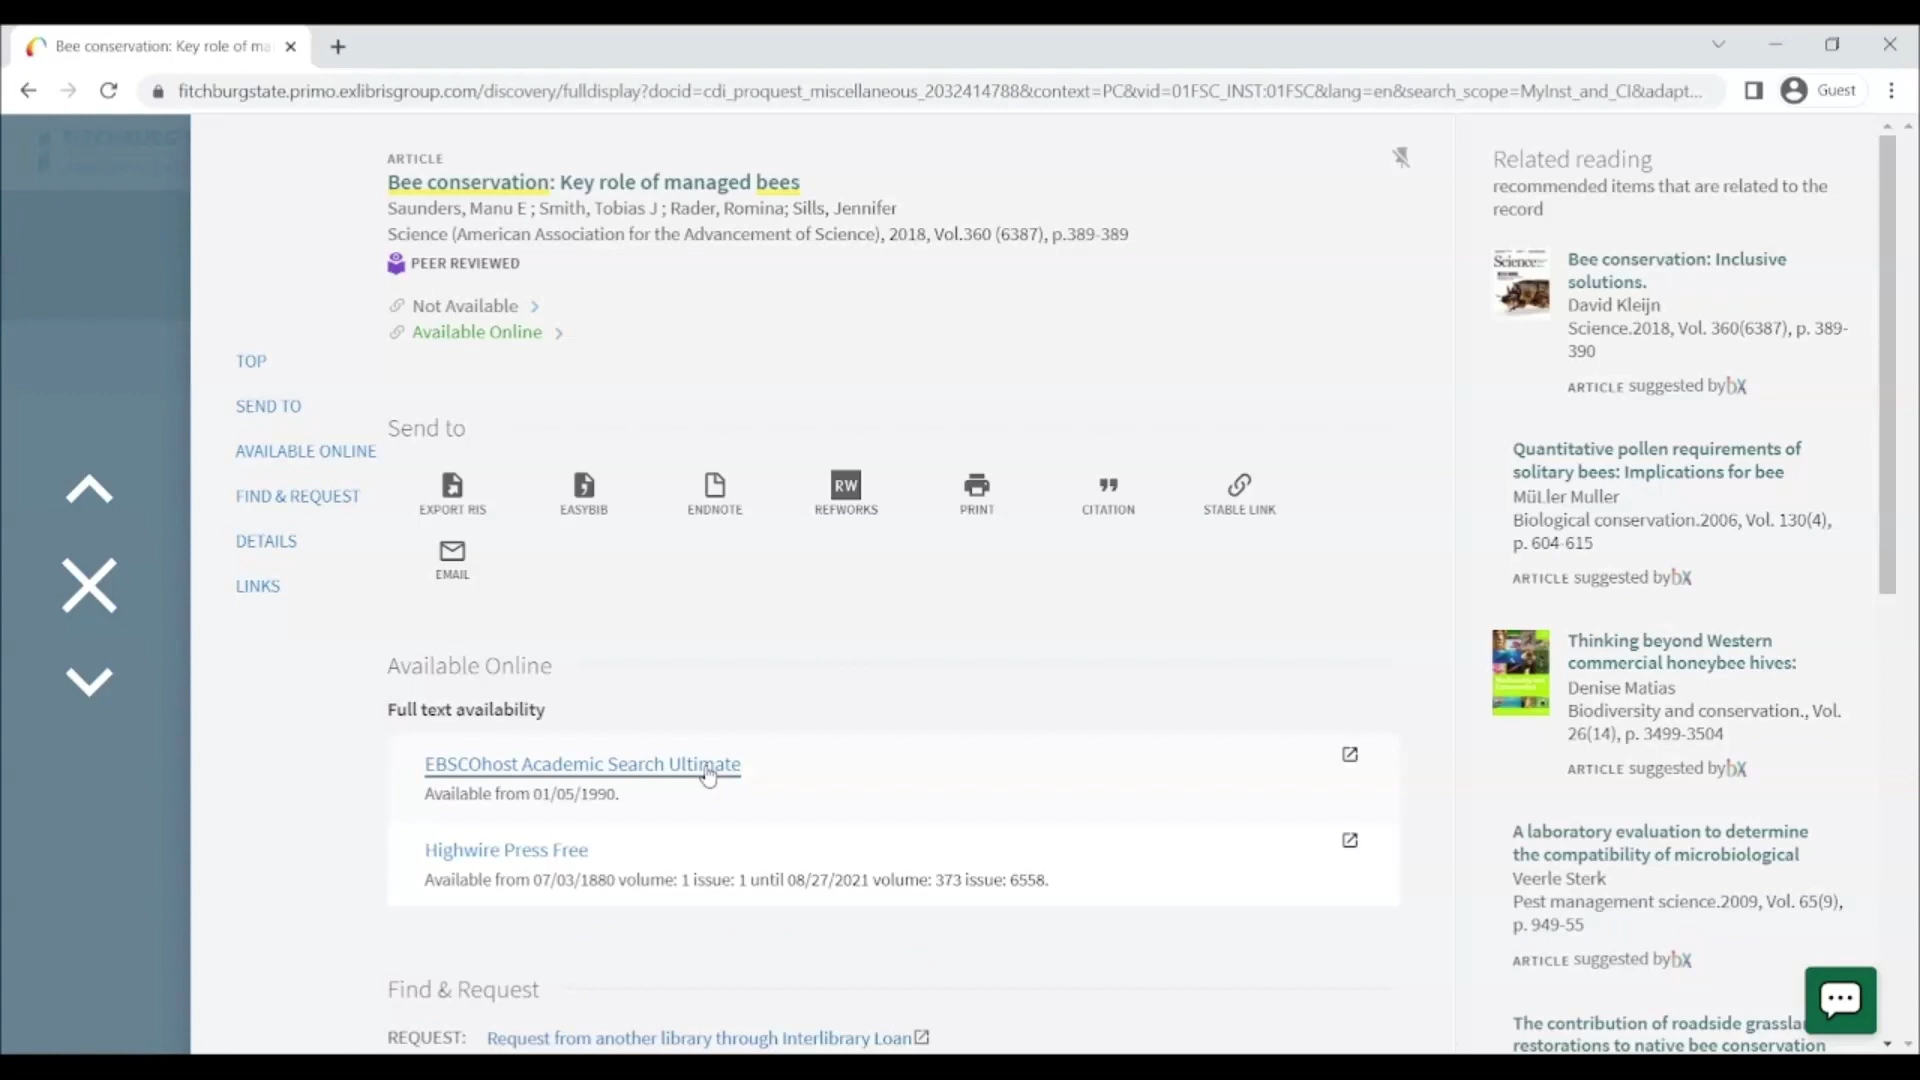 Bee conservation: Key role of ma
fitchburgstate.primo.exlibrisgroup.com/discovery/fulldisplay?docid=cdi_proquest_miscellaneous_2032414788&context=PC&vid=01FSC_INST:01FSC&lang=en&search_scope=MyInst_and_CI&adapt...
Guest
ARTICLE
Bee conservation: Key role of managed bees
Saunders, Manu E ; Smith, Tobias J ; Rader, Romina; Sills, Jennifer
Science (American Association for the Advancement of Science), 2018, Vol.360 (6387), p.389-389
PEER REVIEWED
Not Available
Available Online
TOP
SEND TO
AVAILABLE ONLINE
FIND & REQUEST
DETAILS
LINKS
Send to
EXPORT RIS
EASYBIB
ENDNOTE
RW
REFWORKS
PRINT
CITATION
STABLE LINK
EMAIL
Available Online
Full text availability
EBSCOhost Academic Search Ultimate
Available from 01/05/1990.
Highwire Press Free
Available from 07/03/1880 volume: 1 issue: 1 until 08/27/2021 volume: 373 issue: 6558.
Find & Request
REQUEST: Request from another library through Interlibrary Loan
Related reading
recommended items that are related to the
record
Science
Bee conservation: Inclusive
solutions.
David Kleijn
Science.2018, Vol. 360(6387), p. 389-
390
ARTICLE suggested by bX
Quantitative pollen requirements of
solitary bees: Implications for bee
MüLler Muller
Biological conservation.2006, Vol. 130(4),
p. 604-615
ARTICLE suggested by bX
Thinking beyond Western
commercial honeybee hives:
Denise Matias
Biodiversity and conservation., Vol.
26(14), p. 3499-3504
ARTICLE suggested by bX
A laboratory evaluation to determine
the compatibility of microbiological
Veerle Sterk
Pest management science.2009, Vol. 65(9),
p. 949-55
ARTICLE suggested by bX
The contribution of roadside grassla
restorations to native bee conservation